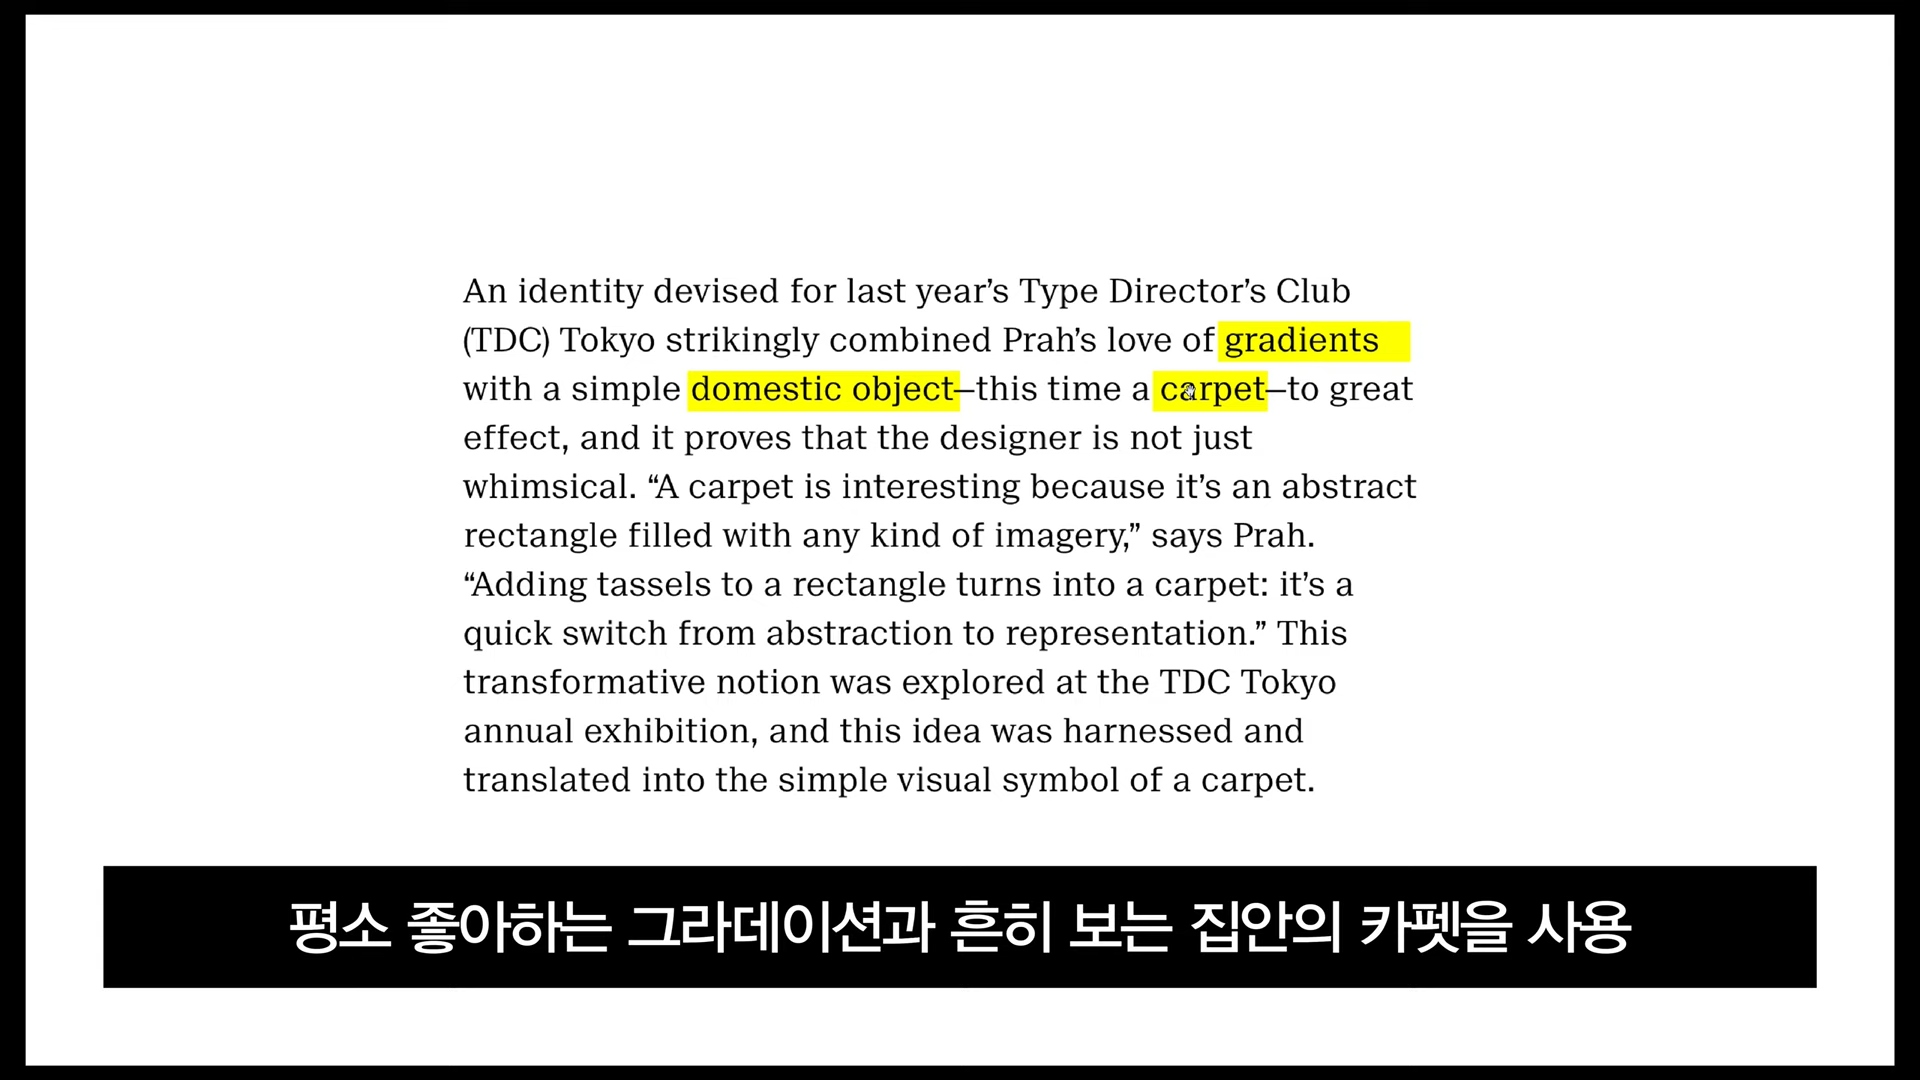 An identity devised for last year’s Type Director’s Club
(TDC) Tokyo strikingly combined Prah’s love of gradients
with a simple domestic object—this time a carpet—to great
effect, and it proves that the designer is not just
whimsical. “A carpet is interesting because it’s an abstract
rectangle filled with any kind of imagery,” says Prah.
“Adding tassels to a rectangle turns into a carpet: it’s a
quick switch from abstraction to representation.” This
transformative notion was explored at the TDC Tokyo
annual exhibition, and this idea was harnessed and
translated into the simple visual symbol of a carpet.
평소 좋아하는 그라데이션과 흔히 보는 집안의 카펫을 사용